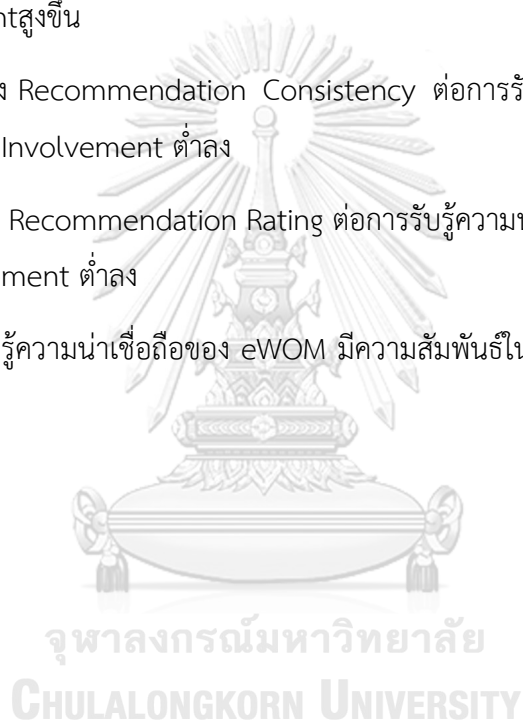 ntสูงขึ้น
ง Recommendation Consistency ต่อการรั
Involvement ต่ำลง
Recommendation Rating ต่อการรับรู้ความน
ment ต่ำลง
รู้ความน่าเชื่อถือของ eWOM มีความสัมพันธ์ใน
จุฬาลงกรณ์มหาวิทยาลัย
CHULALONGKORN UNIVERSITY